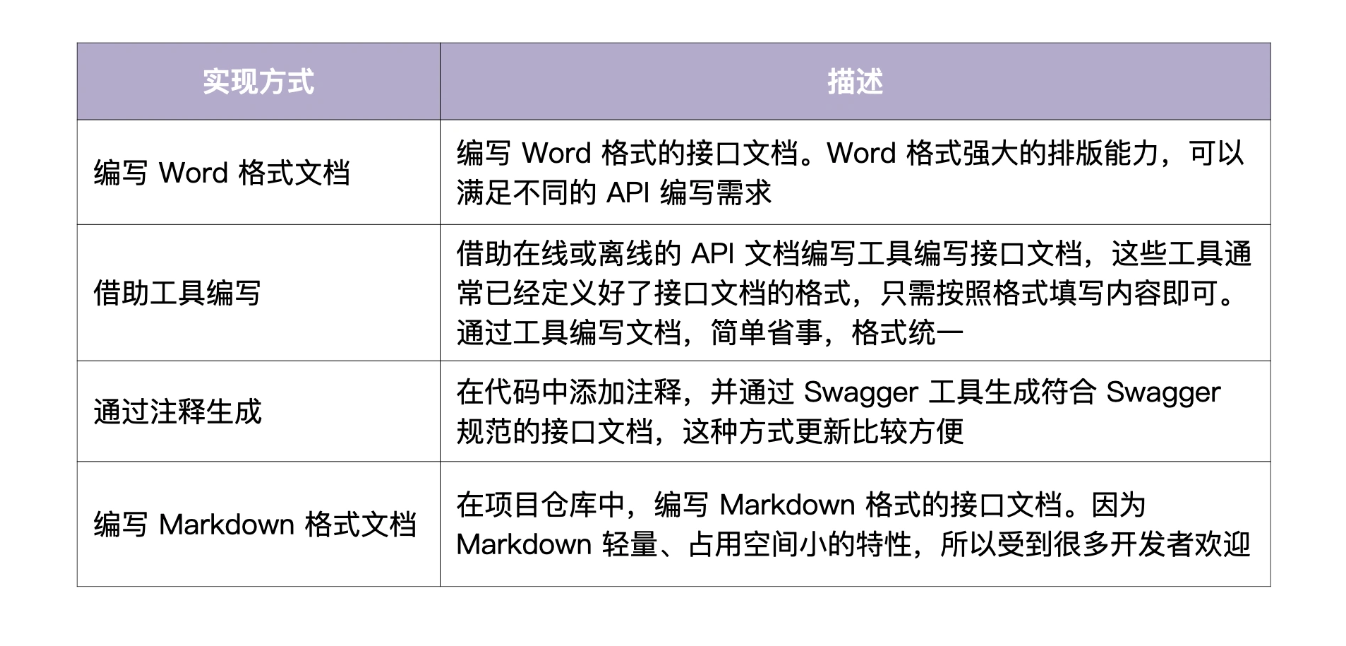 实现方式
描述
编写 Word 格式文档
编写 Word 格式的接口文档。Word 格式强大的排版能力，可以
满足不同的 API 编写需求
借助工具编写
借助在线或离线的 API 文档编写工具编写接口文档，这些工具通
常已经定义好了接口文档的格式，只需按照格式填写内容即可。
通过工具编写文档，简单省事，格式统一
通过注释生成
在代码中添加注释，并通过 Swagger 工具生成符合 Swagger
规范的接口文档，这种方式更新比较方便
编写 Markdown 格式文档
在项目仓库中，编写 Markdown 格式的接口文档。因为
Markdown 轻量、占用空间小的特性，所以受到很多开发者欢迎